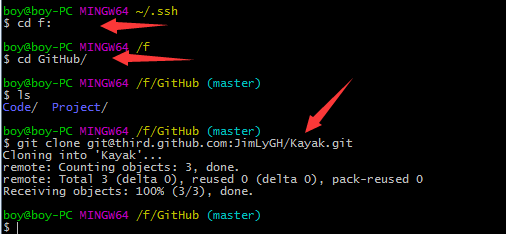 boy@boy-PC MINGW64 ~/.ssh
$ cd f:
boy@boy-PC MINGW64 /f
$ cd GitHub/
boy@boy-PC MINGW64 /f/GitHub (master)
$ ls
Code/  Project/
boy@boy-PC MINGW64 /f/GitHub (master)
$ git clone git@third.github.com:JimLyGH/Kayak.git
Cloning into 'Kayak'...
remote: Counting objects: 3, done.
remote: Total 3 (delta 0), reused 0 (delta 0), pack-reused 0
Receiving objects: 100% (3/3), done.
boy@boy-PC MINGW64 /f/GitHub (master)
$